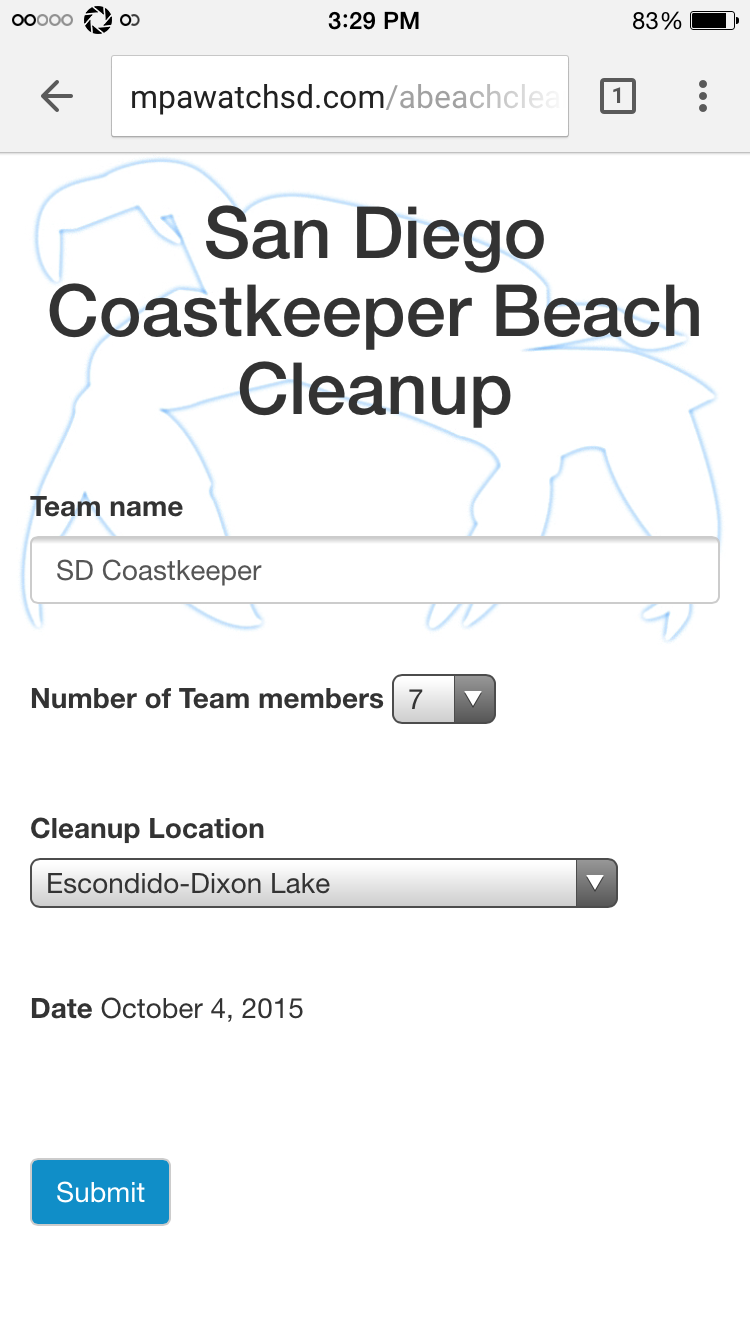 3:29 PM
83%
mpawatchsd.com/abeachclea
1
San Diego
Coastkeeper Beach
Cleanup
Team name
SD Coastkeeper
Number of Team members 7
Cleanup Location
Escondido-Dixon Lake
Date October 4, 2015
Submit